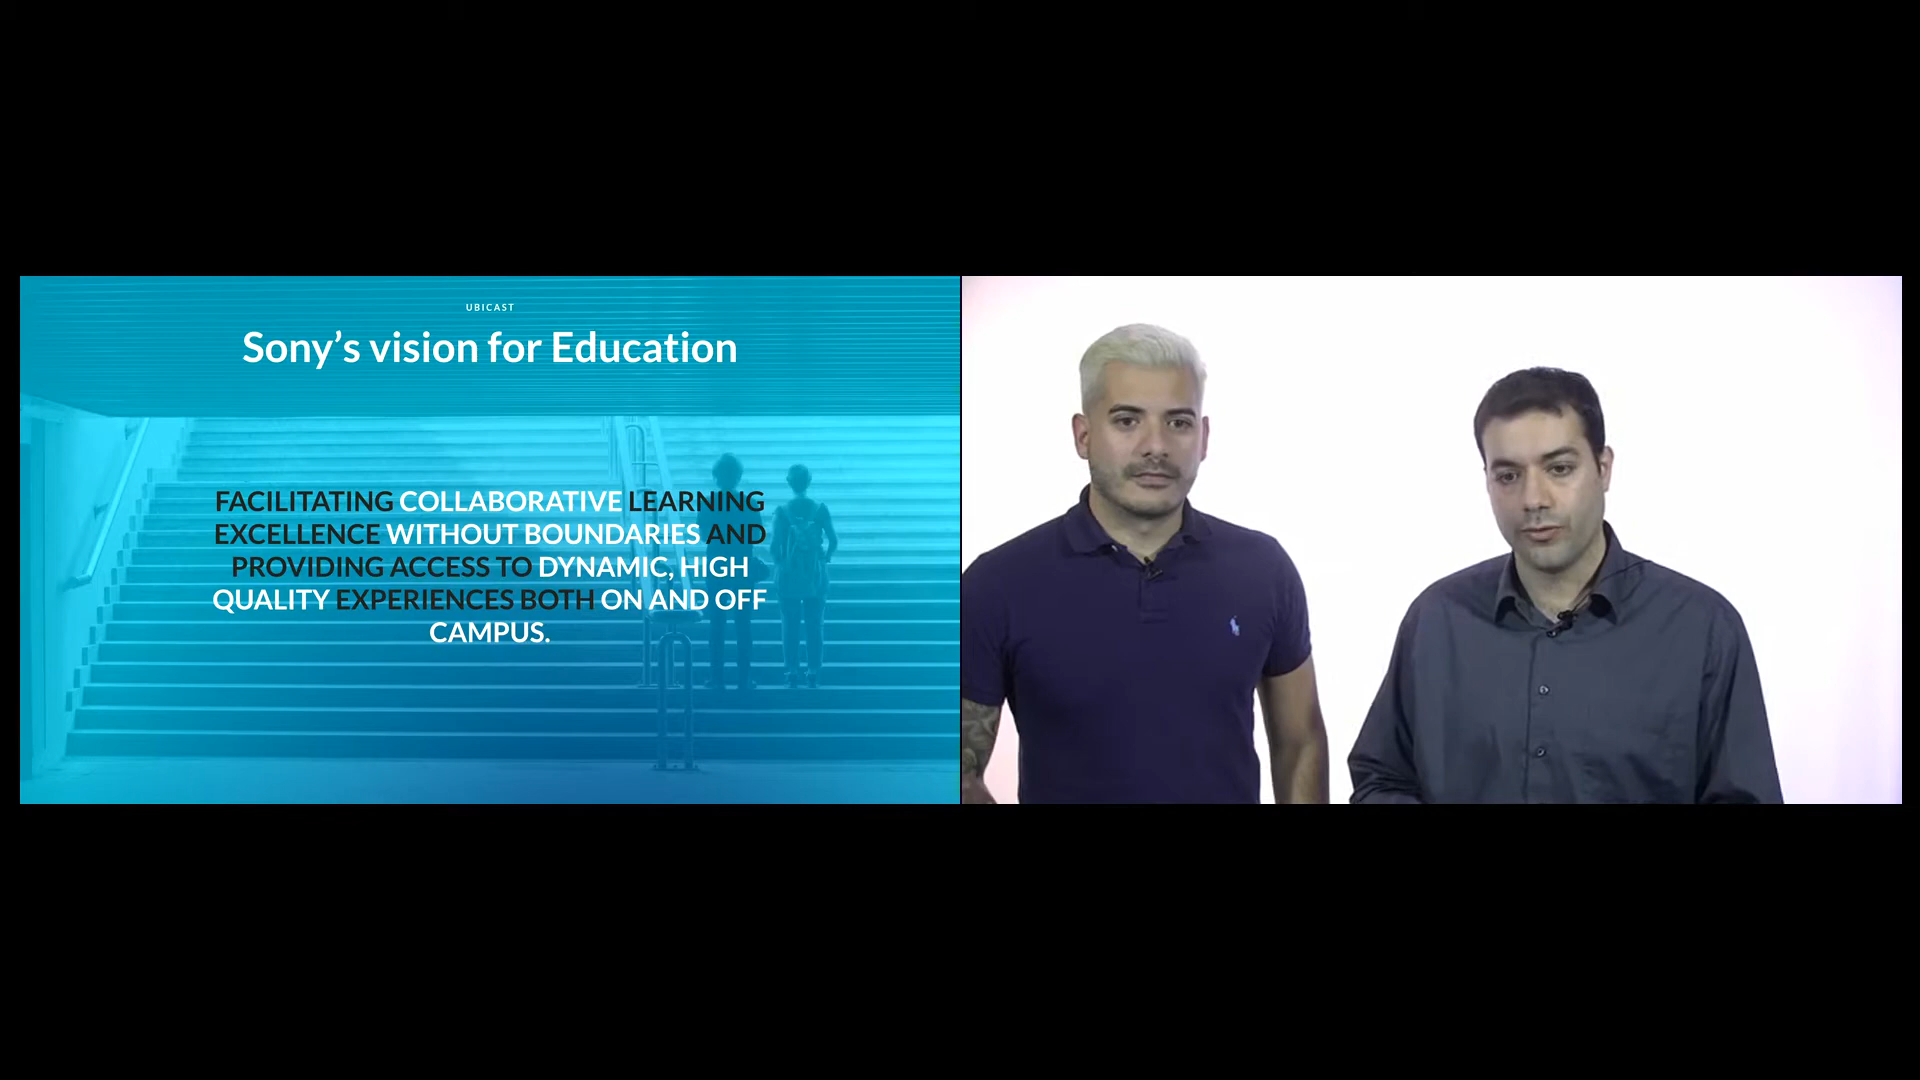 UBICAST
Sony’s vision for Education
FACILITATING COLLABORATIVE LEARNING
EXCELLENCE WITHOUT BOUNDARIES AND
PROVIDING ACCESS TO DYNAMIC, HIGH
QUALITY EXPERIENCES BOTH ON AND OFF
CAMPUS.